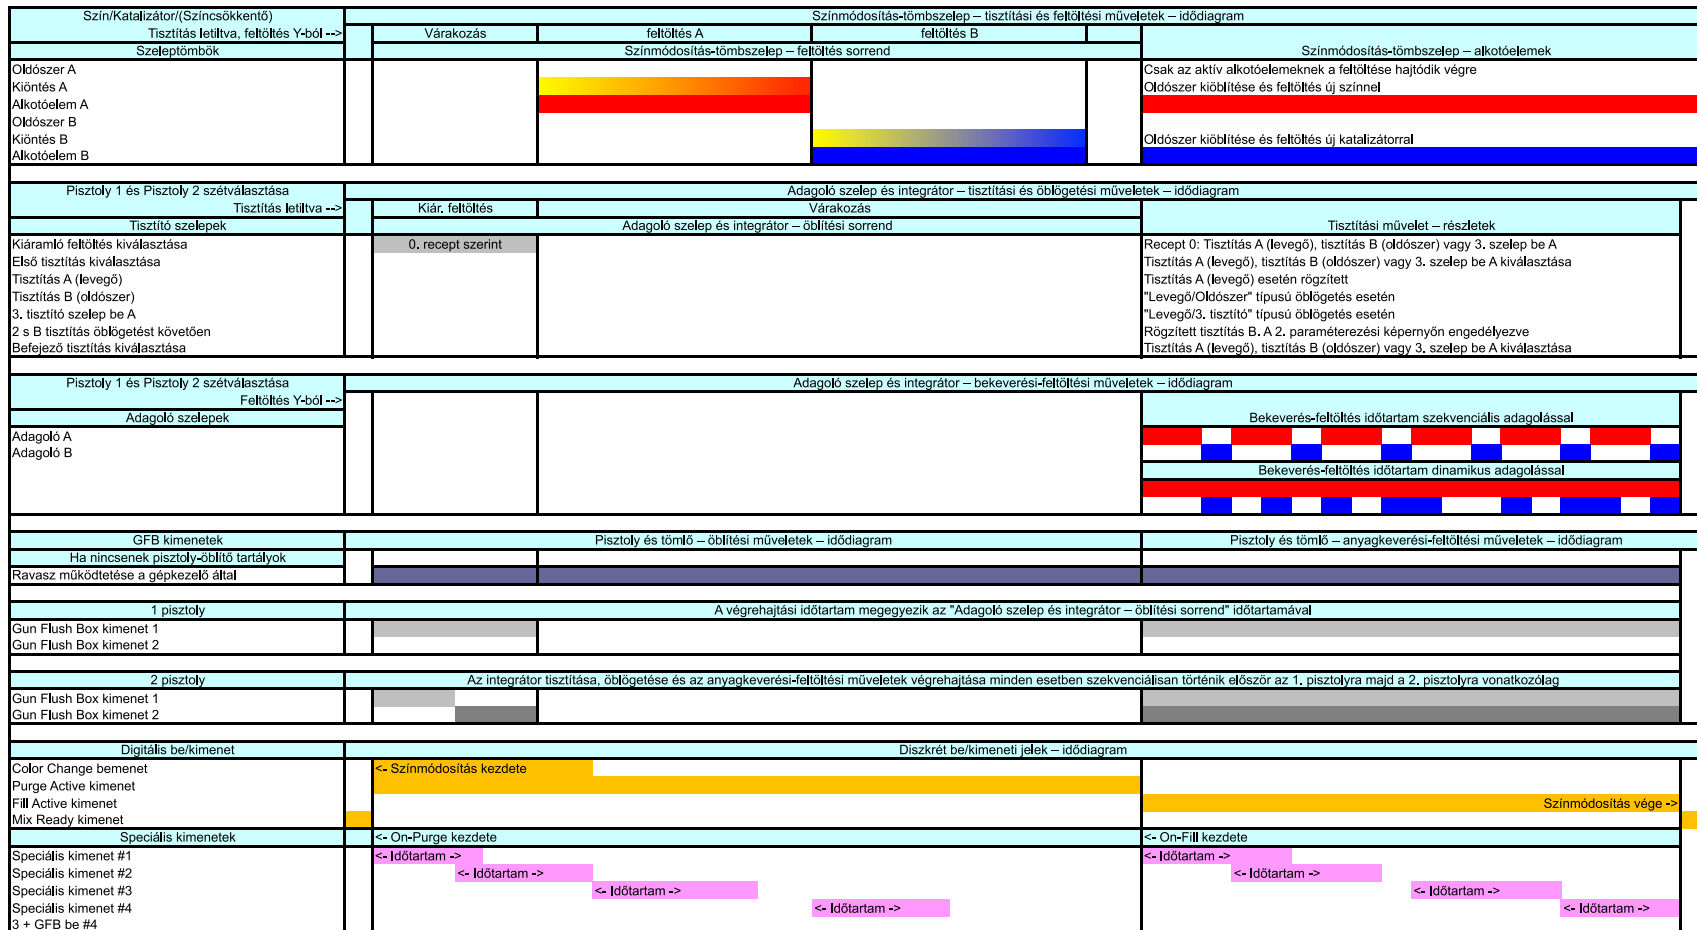 Szín/Katalizátor/(Színcsökkentő)
Színmódosítás-tömbszelep – tisztítási és feltöltési műveletek – idődiagram
Tisztítás letiltva, feltöltés Y-ból -->
Várakozás
feltöltés A
feltöltés B
Szeleptömbök
Színmódosítás-tömbszelep – feltöltés sorrend
Színmódosítás-tömbszelep – alkotóelemek
Oldószer A
Csak az aktív alkotóelemeknek a feltöltése hajtódik végre
Kiöntés A
Oldószer kiöblítése és feltöltés új színnel
Alkotóelem A
Oldószer B
Kiöntés B
Oldószer kiöblítése és feltöltés új katalizátorral
Alkotóelem B
Pisztoly 1 és Pisztoly 2 szétválasztása
Adagoló szelep és integrátor – tisztítási és öblögetési műveletek – idődiagram
Tisztítás letiltva -->
Kiár. feltöltés
Várakozás
Tisztító szelepek
Adagoló szelep és integrátor – öblítési sorrend
Tisztítási művelet – részletek
Kiáramló feltöltés kiválasztása
0. recept szerint
Recept 0: Tisztítás A (levegő), tisztítás B (oldószer) vagy 3. szelep be A
Első tisztítás kiválasztása
Tisztítás A (levegő), tisztítás B (oldószer) vagy 3. szelep be A kiválasztása
Tisztítás A (levegő)
Tisztítás A (levegő) esetén rögzített
Tisztítás B (oldószer)
"Levegő/Oldószer" típusú öblögetés esetén
3. tisztító szelep be A
"Levegő/3. tisztító" típusú öblögetés esetén
2 s B tisztítás öblögetést követően
Rögzített tisztítás B. A 2. paraméterezési képernyőn engedélyezve
Befejező tisztítás kiválasztása
Tisztítás A (levegő), tisztítás B (oldószer) vagy 3. szelep be A kiválasztása
Pisztoly 1 és Pisztoly 2 szétválasztása
Adagoló szelep és integrátor – bekeverési-feltöltési műveletek – idődiagram
Feltöltés Y-ból -->
Adagoló szelepek
Bekeverés-feltöltés időtartam szekvenciális adagolással
Adagoló A
Adagoló B
Bekeverés-feltöltés időtartam dinamikus adagolással
GFB kimenetek
Pisztoly és tömlő – öblítési műveletek – idődiagram
Pisztoly és tömlő – anyagkeverési-feltöltési műveletek – idődiagram
Ha nincsenek pisztoly-öblítő tartályok
Ravasz működtetése a gépkezelő által
1 pisztoly
A végrehajtási időtartam megegyezik az "Adagoló szelep és integrátor – öblítési sorrend" időtartamával
Gun Flush Box kimenet 1
Gun Flush Box kimenet 2
2 pisztoly
Az integrátor tisztítása, öblögetése és az anyagkeverési-feltöltési műveletek végrehajtása minden esetben szekvenciálisan történik először az 1. pisztolyra majd a 2. pisztolyra vonatkozólag
Gun Flush Box kimenet 1
Gun Flush Box kimenet 2
Digitális be/kimenet
Diszkrét be/kimeneti jelek – idődiagram
Color Change bemenet
<- Színmódosítás kezdete
Purge Active kimenet
Fill Active kimenet
Színmódosítás vége ->
Mix Ready kimenet
Speciális kimenetek
<- On-Purge kezdete
<- On-Fill kezdete
Speciális kimenet #1
<- Időtartam ->
<- Időtartam ->
Speciális kimenet #2
<- Időtartam ->
<- Időtartam ->
Speciális kimenet #3
<- Időtartam ->
<- Időtartam ->
Speciális kimenet #4
<- Időtartam ->
<- Időtartam ->
3 + GFB be #4